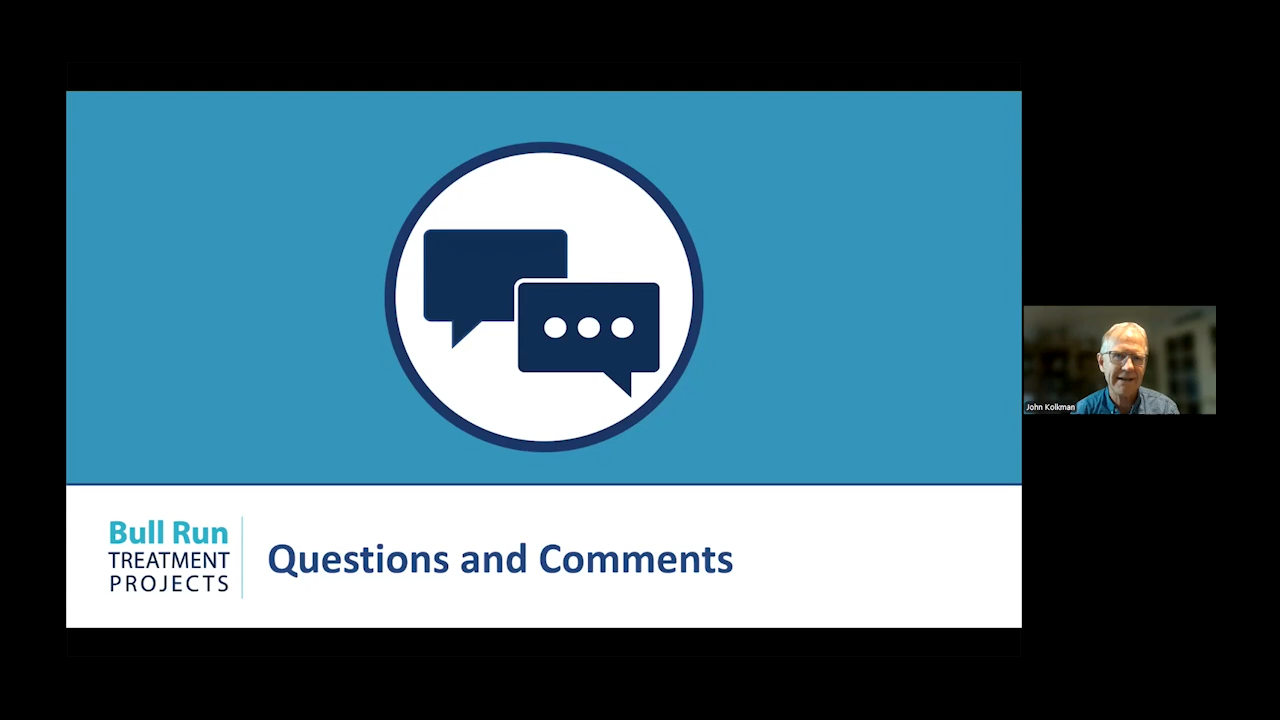 Bull Run
TREATMENT
PROJECTS
Questions and Comments
John Kolkman